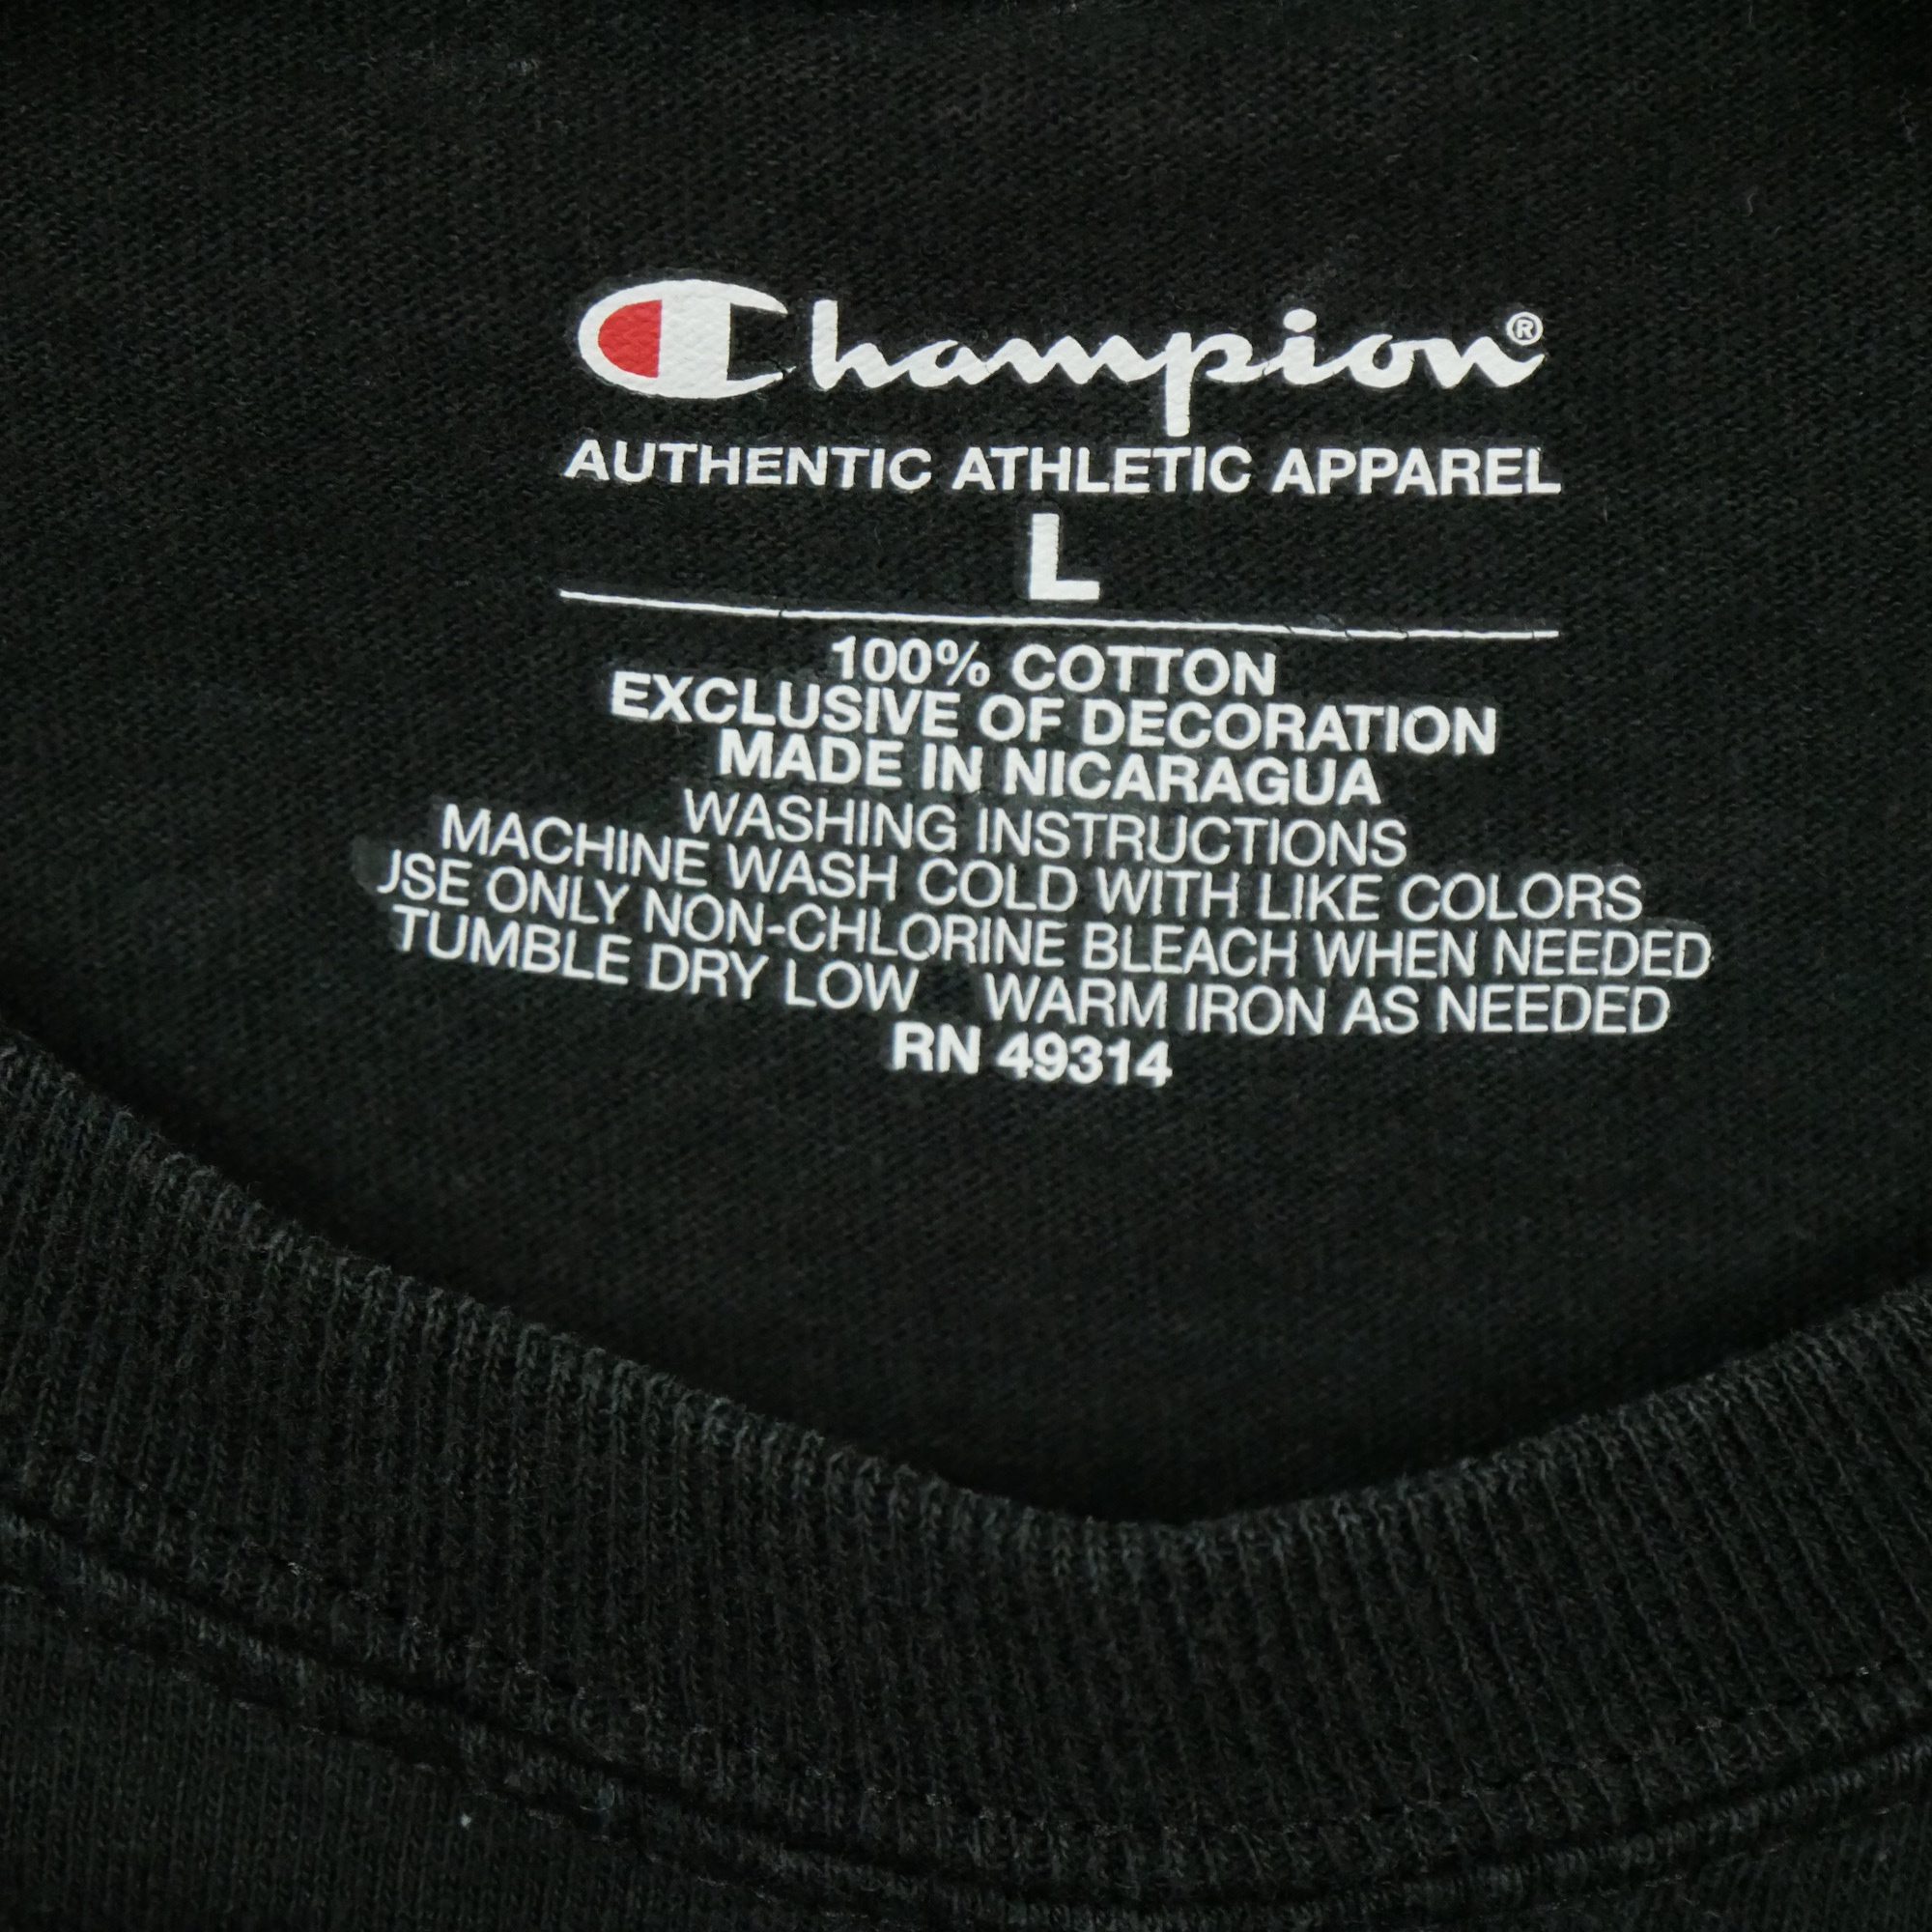 Champion®
AUTHENTIC ATHLETIC APPAREL
L
100% COTTON
EXCLUSIVE OF DECORATION
MADE IN NICARAGUA
WASHING INSTRUCTIONS
MACHINE WASH COLD WITH LIKE COLORS
USE ONLY NON-CHLORINE BLEACH WHEN NEEDED
TUMBLE DRY LOW WARM IRON AS NEEDED
RN 49314